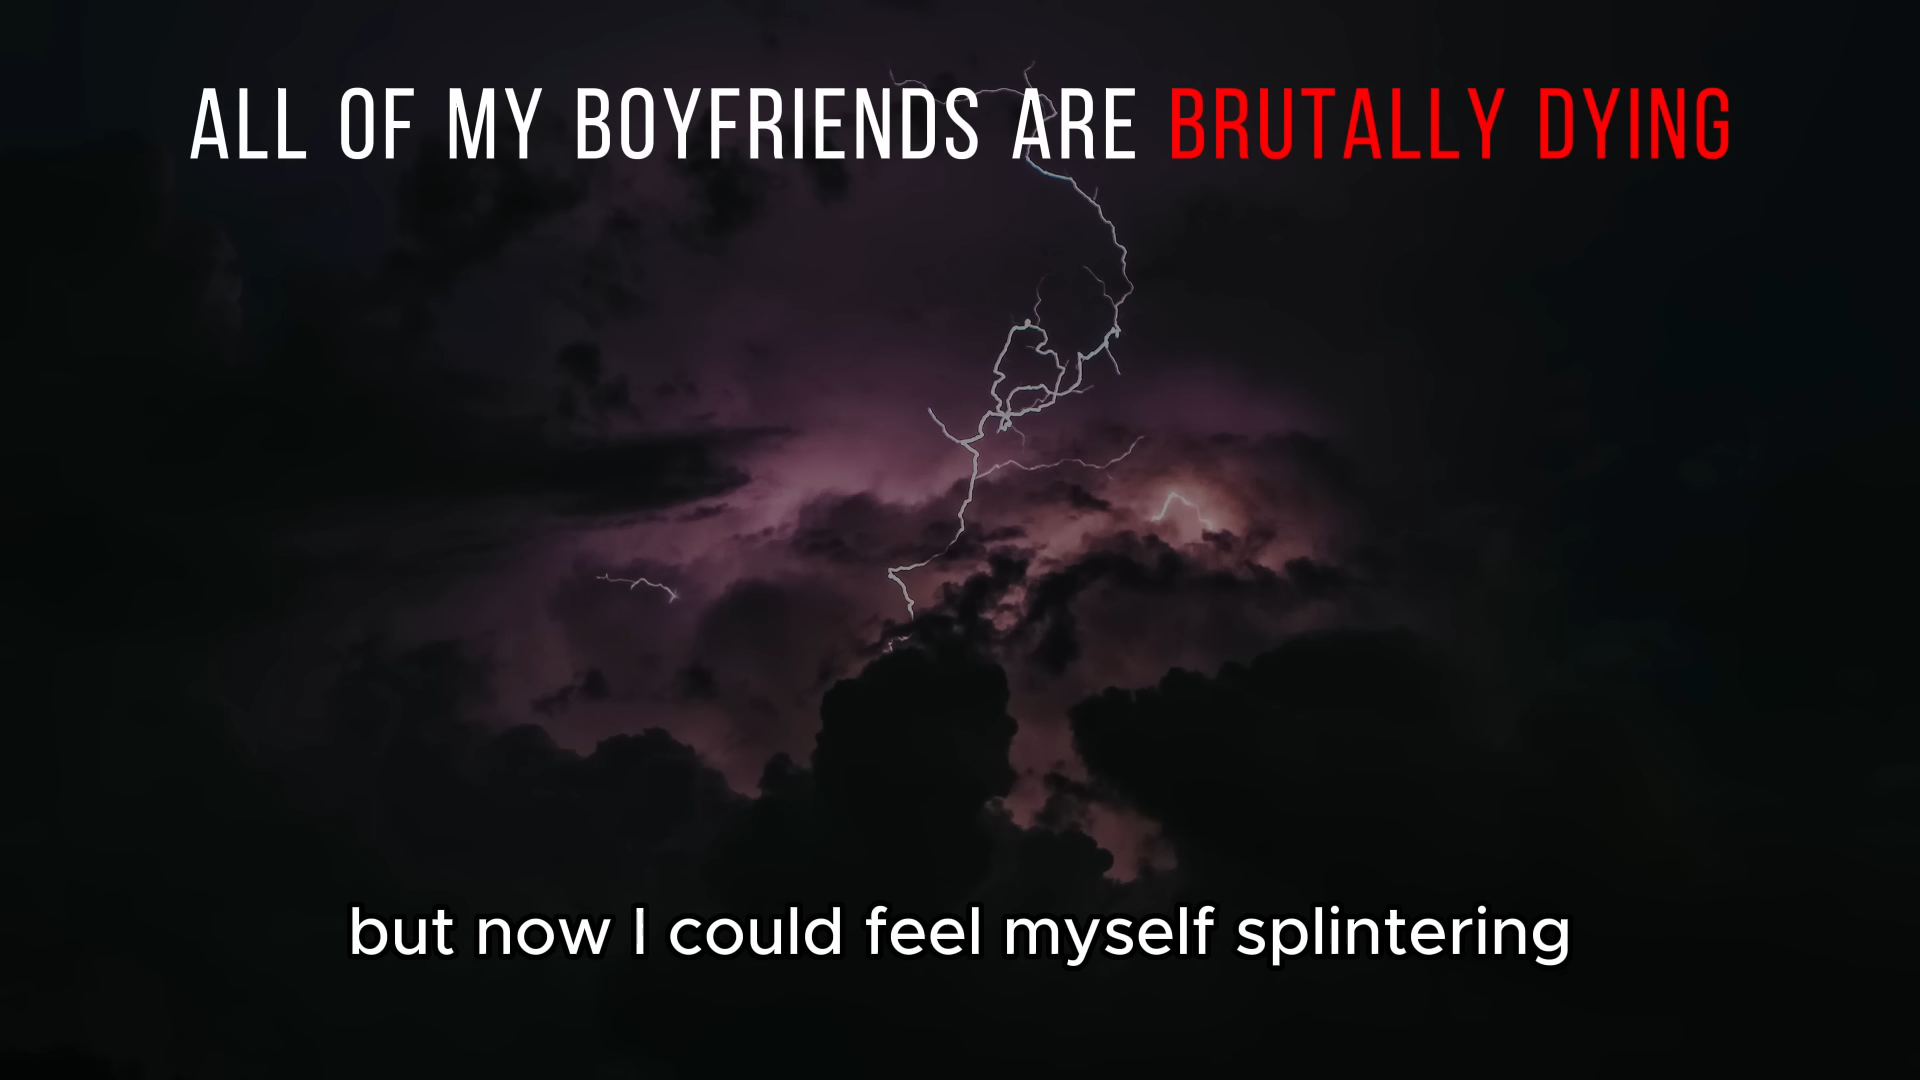 ALL OF MY BOYFRIENDS ARE BRUTALLY DYING
but now I could feel myself splintering